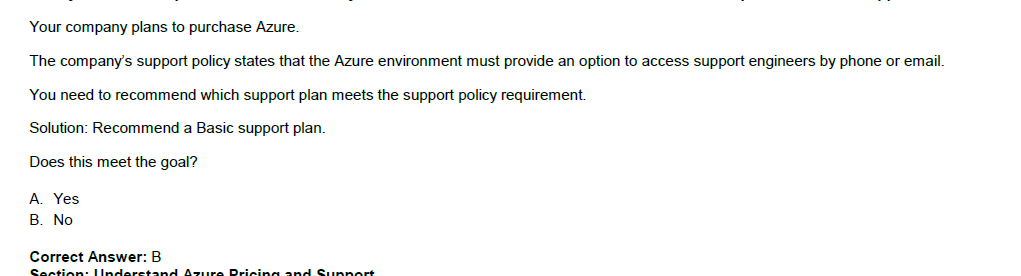 Your company plans to purchase Azure.
The company's support policy states that the Azure environment must provide an option to access support engineers by phone or email.
You need to recommend which support plan meets the support policy requirement.
Solution: Recommend a Basic support plan.
Does this meet the goal?
A. Yes
B. No
Correct Answer: B
Section: Understand Azure Pricing and Support